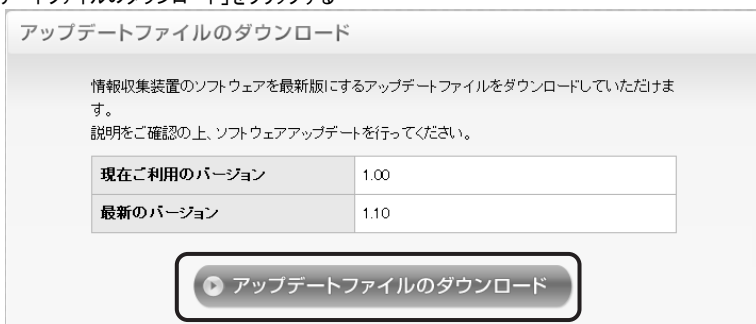 ードファイルのダウンロード」をクリックする
アップデートファイルのダウンロード
情報収集装置のソフトウェアを最新版にするアップデートファイルをダウンロードしていただけま
す。
説明をご確認の上、ソフトウェアアップデートを行ってください。
現在ご利用のバージョン 1.00
最新のバージョン 1.10
アップデートファイルのダウンロード